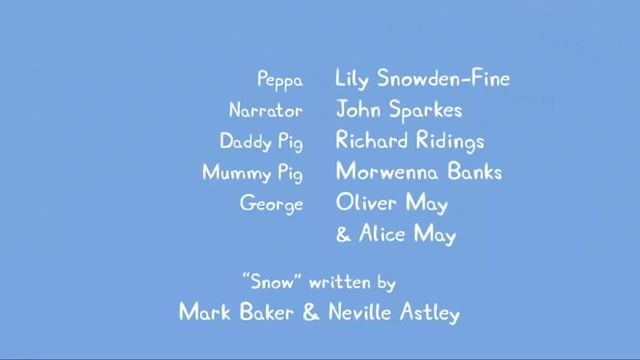 Peppa Lily Snowden-Fine
Narrator John Sparkes
Daddy Pig Richard Ridings
Mummy Pig Morwenna Banks
George Oliver May
& Alice May
“Snow” written by
Mark Baker & Neville Astley